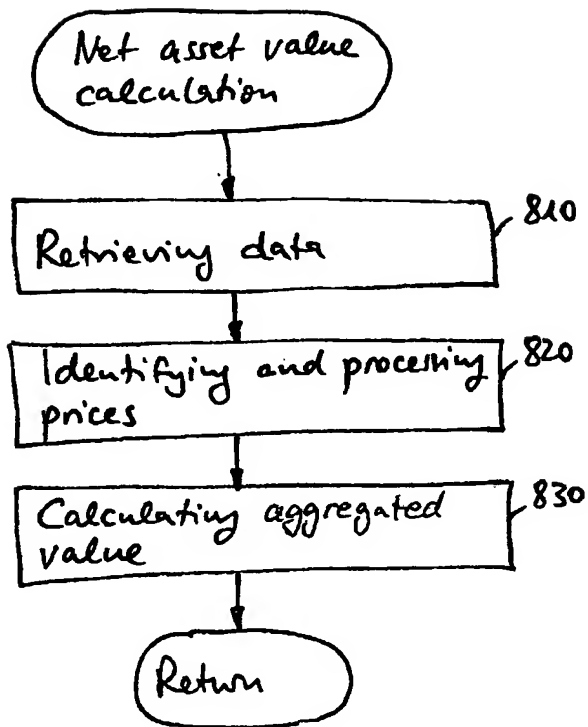 Net asset value
calculation
810
Retrieving data
820
Identifying and processing
prices
830
Calculating aggregated
value
Return